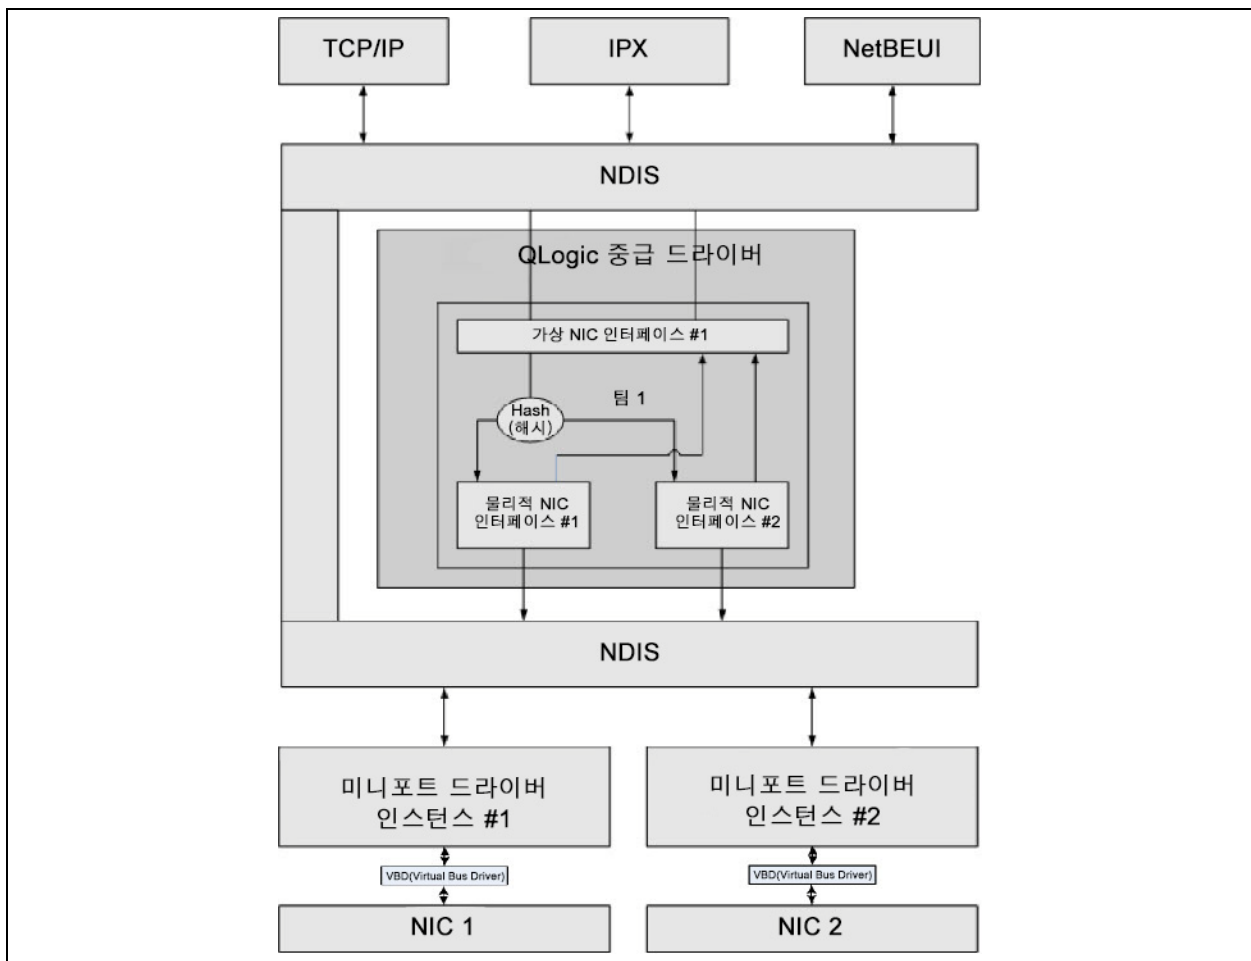 TCP/IP
IPX
NetBEUI
NDIS
QLogic 중급 드라이버
가상 NIC 인터페이스 #1
팀 1
Hash
(해시)
물리적 NIC
인터페이스 #1
물리적 NIC
인터페이스 #2
NDIS
미니포트 드라이버
인스턴스 #1
미니포트 드라이버
인스턴스 #2
VBD(Virtual Bus Driver)
VBD(Virtual Bus Driver)
NIC 1
NIC 2